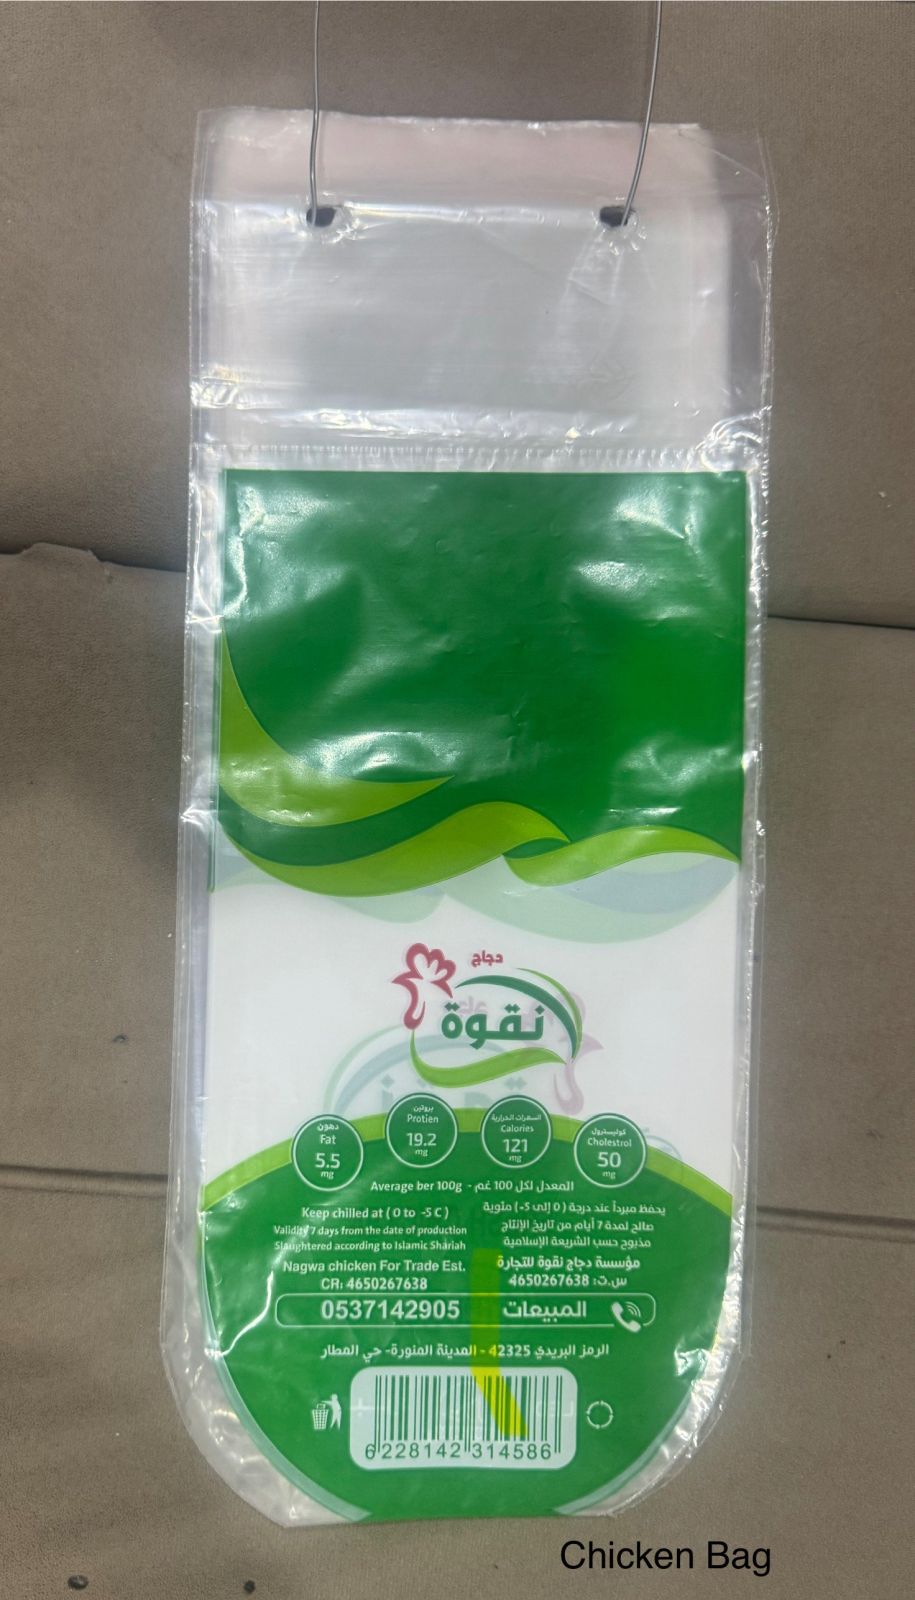 دجاج
نقوة
دهون
Fat
5.5
mg
بروتين
Protien
19.2
mg
السعرات الحرارية
Calories
121
mg
كوليسترول
Cholestrol
50
mg
Average ber 100g - المعدل لكل 100 غم
Keep chilled at ( 0 to -5 C )
Validity 7 days from the date of production
Slaughtered according to Islamic Shariah
يحفظ مبرداً عند درجة ( 0 إلى 5+) مئوية
صالح لمدة 7 أيام من تاريخ الإنتاج
مذبوح حسب الشريعة الإسلامية
Nagwa chicken For Trade Est.
CR: 4650267638
مؤسسة دجاج نقوة للتجارة
س.ت: 4650267638
0537142905 المبيعات
الرمز البريدي 42325 - المدينة المنورة- حي المطار
6 228142 314586
Chicken Bag